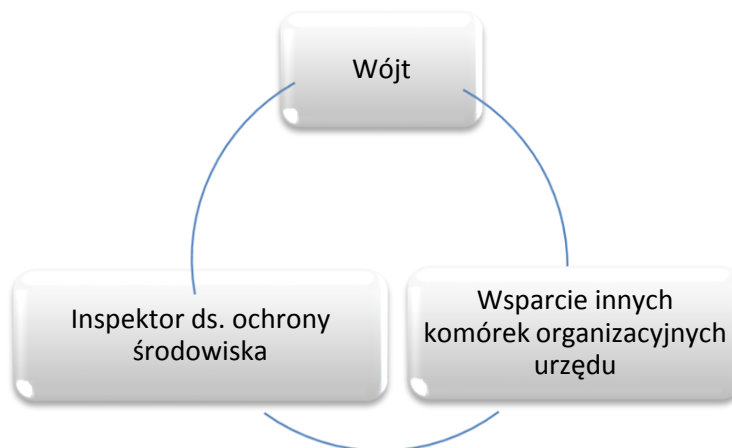 Wójt
Inspektor ds. ochrony
środowiska
Wsparcie innych
komórek organizacyjnych
urzędu